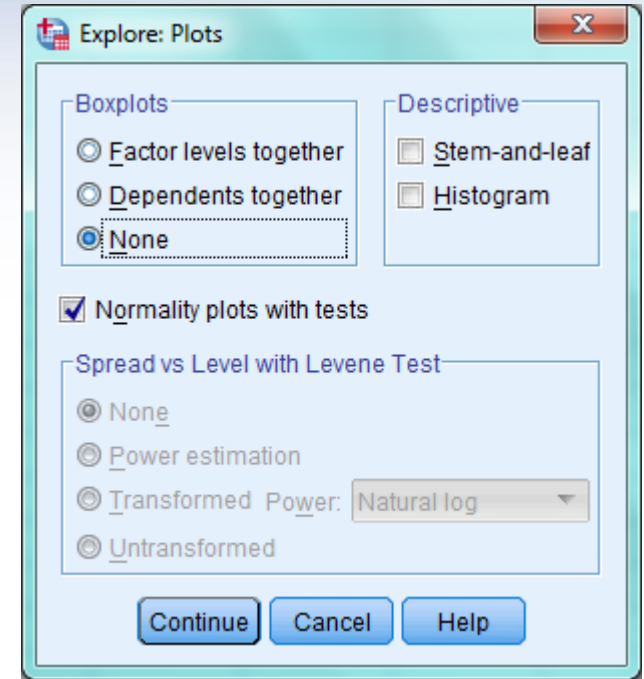 Explore: Plots
Boxplots
Factor levels together
Dependents together
None
Descriptive
Stem-and-leaf
Histogram
Normality plots with tests
Spread vs Level with Levene Test
None
Power estimation
Transformed Power: Natural log
Untransformed
Continue Cancel Help